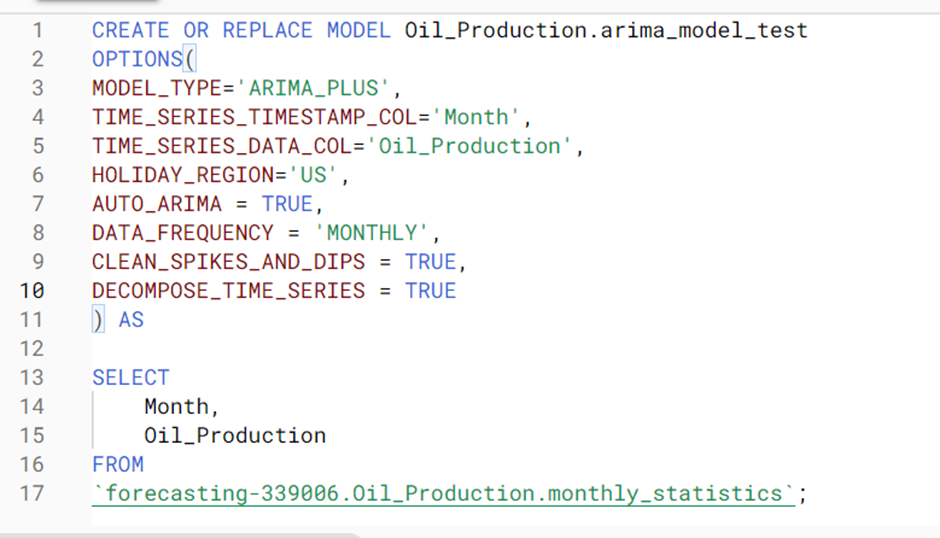 1 CREATE OR REPLACE MODEL Oil_Production.arima_model_test
2 OPTIONS(
3 MODEL_TYPE='ARIMA_PLUS',
4 TIME_SERIES_TIMESTAMP_COL='Month',
5 TIME_SERIES_DATA_COL='Oil_Production',
6 HOLIDAY_REGION='US',
7 AUTO_ARIMA = TRUE,
8 DATA_FREQUENCY = 'MONTHLY',
9 CLEAN_SPIKES_AND_DIPS = TRUE,
10 DECOMPOSE_TIME_SERIES = TRUE
11 ) AS
12
13 SELECT
14 Month,
15 Oil_Production
16 FROM
17 `forecasting-339006.Oil_Production.monthly_statistics`;